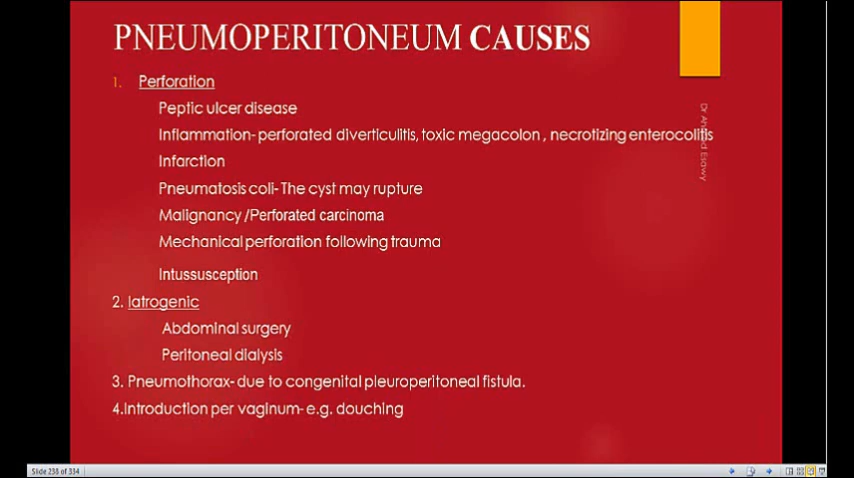 PNEUMOPERITONEUM CAUSES
1. Perforation
Peptic ulcer disease
Inflammation- perforated diverticulitis, toxic megacolon , necrotizing enterocolitis
Infarction
Pneumatosis coli- The cyst may rupture
Malignancy /Perforated carcinoma
Mechanical perforation following trauma
Intussusception
2. Iatrogenic
Abdominal surgery
Peritoneal dialysis
3. Pneumothorax- due to congenital pleuroperitoneal fistula.
4.Introduction per vaginum- e.g. douching
Dr Esawy
Slide 238 of 334